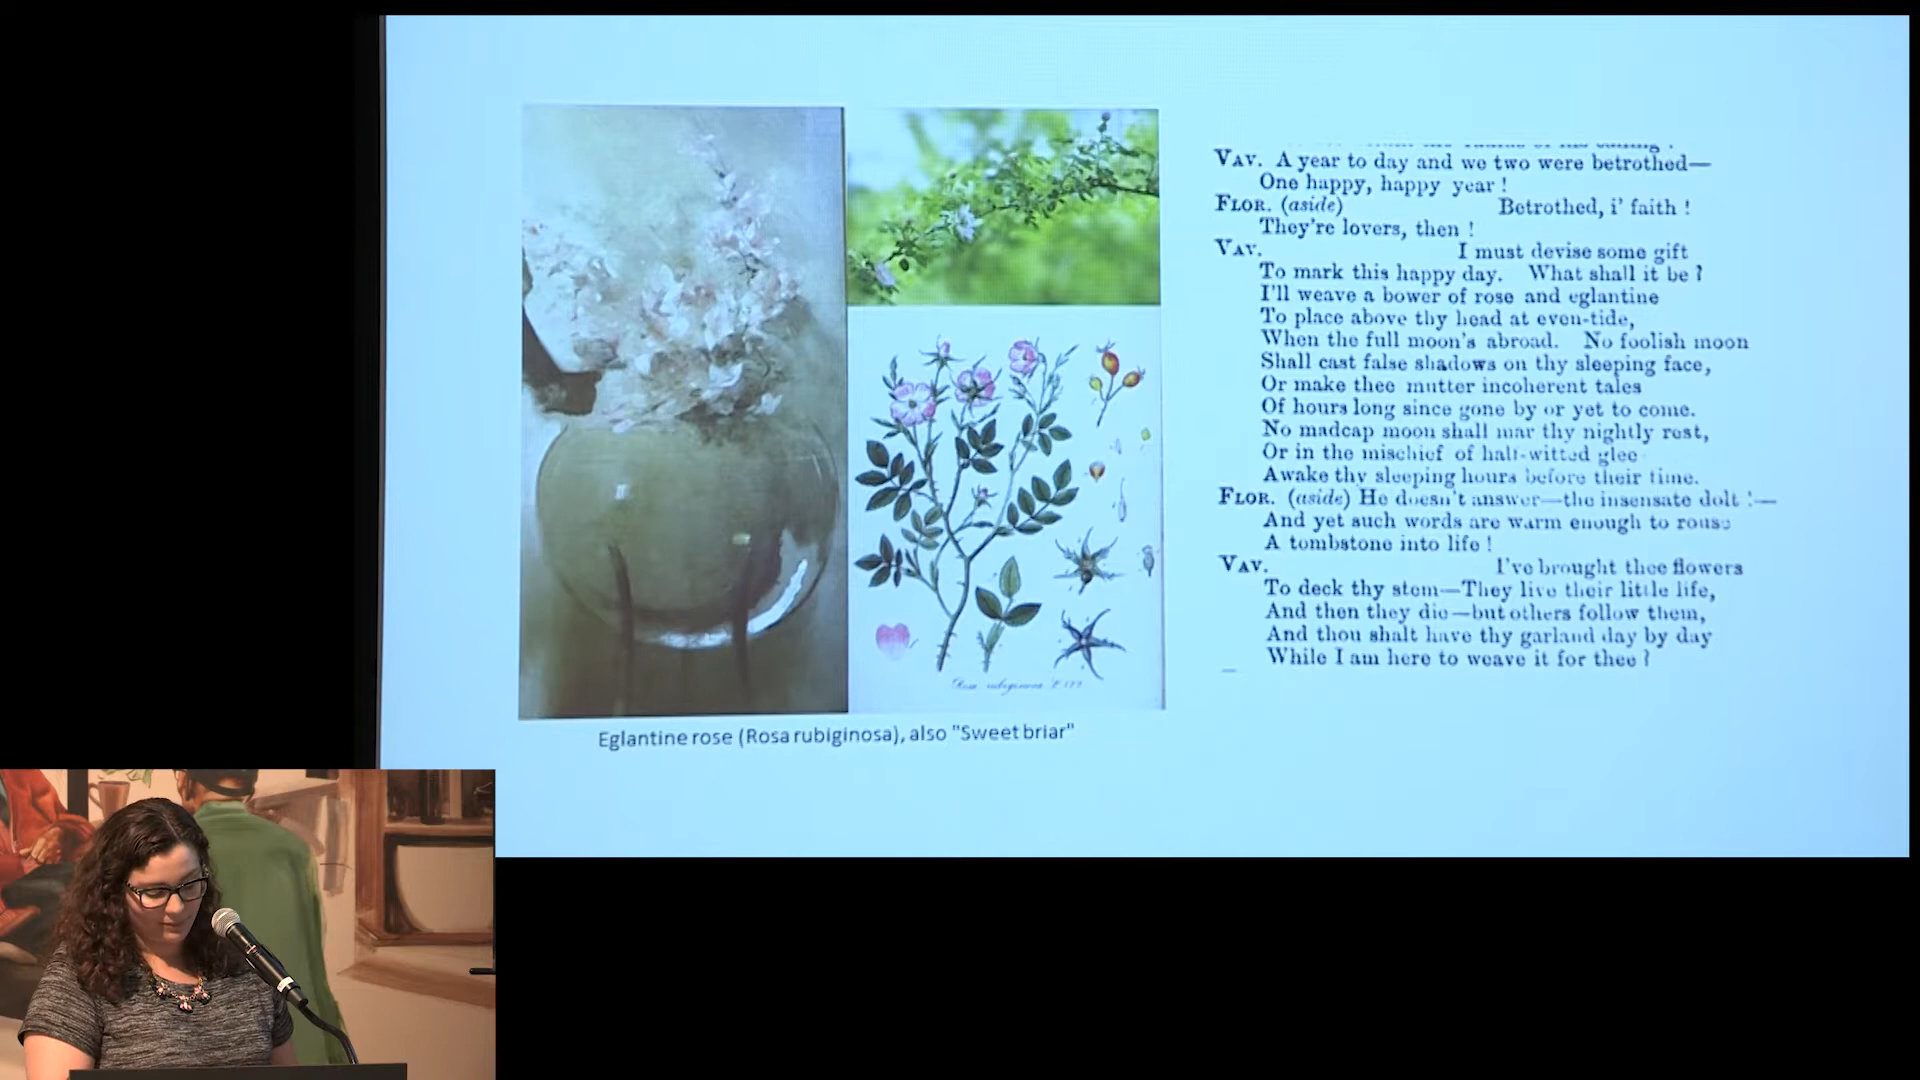 VAV. A year to day and we two were betrothed—
One happy, happy year !
FLOR. (aside) Betrothed, i' faith !
They're lovers, then !
VAV. I must devise some gift
To mark this happy day. What shall it be ?
I'll weave a bower of rose and eglantine
To place above thy head at even-tide,
When the full moon's abroad. No foolish moon
Shall cast false shadows on thy sleeping face,
Or make thee mutter incoherent tales
Of hours long since gone by or yet to come.
No madcap moon shall mar thy nightly rest,
Or in the mischief of half-witted glee
Awake thy sleeping hours before their time.
FLOR. (aside) He doesn't answer—the insensate dolt !—
And yet such words are warm enough to rouse
A tombstone into life !
VAV. I've brought thee flowers
To deck thy stem—They live their little life,
And then they die—but others follow them,
And thou shalt have thy garland day by day
While I am here to weave it for thee !
Rosa rubiginosa L
Eglantine rose (Rosa rubiginosa), also "Sweet briar"